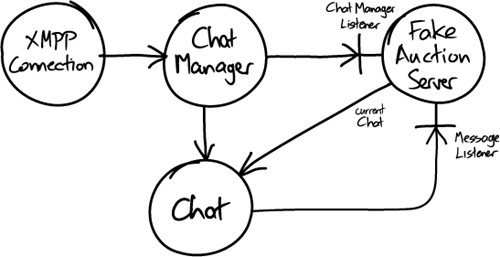 XMPP
Connection
Chat
Manager
Chat Manager
Listener
Fake
Auction
Server
current
Chat
Message
Listener
Chat